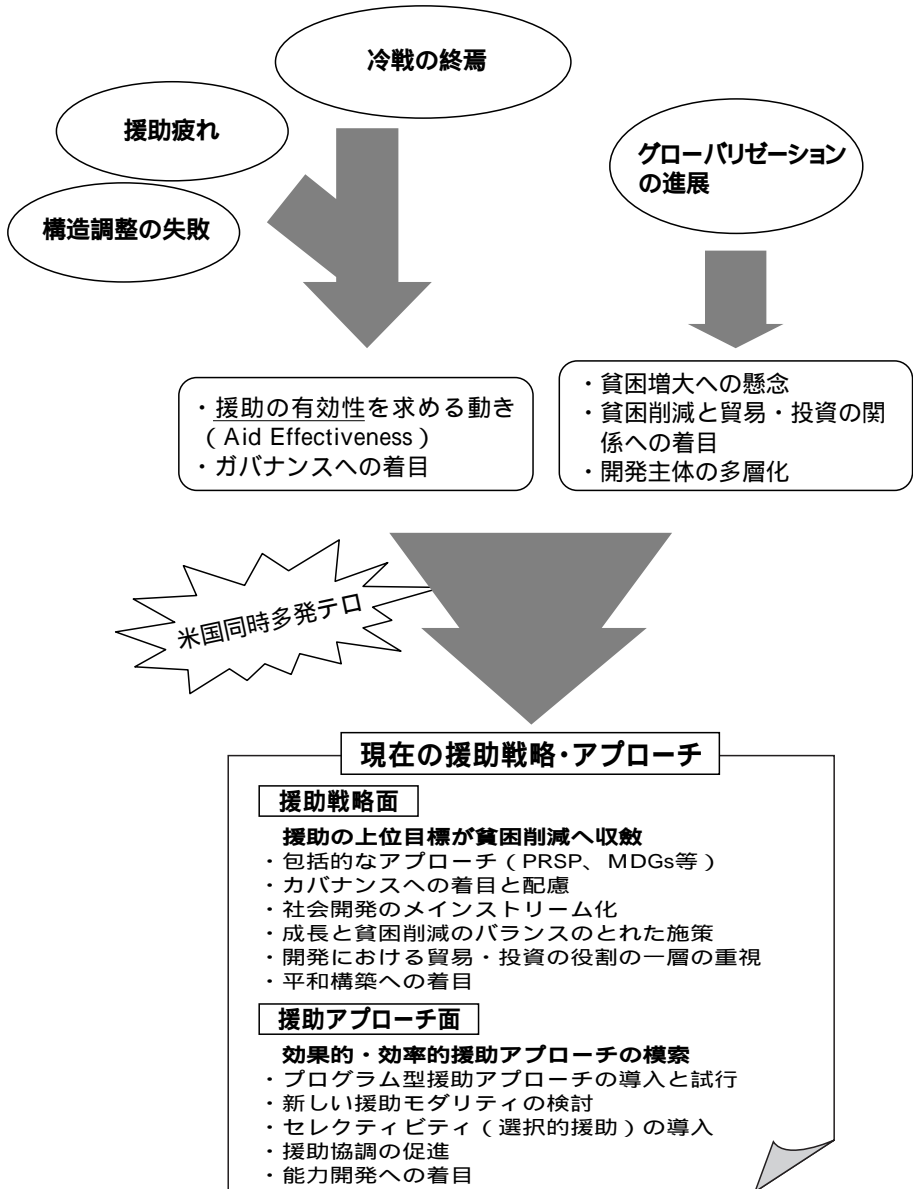 冷戦の終焉
援助疲れ
構造調整の失敗
グローバリゼーション
の進展
・援助の有効性を求める動き
（Aid Effectiveness）
・ガバナンスへの着目
・貧困増大への懸念
・貧困削減と貿易・投資の関
係への着目
・開発主体の多層化
米国同時多発テロ
現在の援助戦略・アプローチ
援助戦略面
援助の上位目標が貧困削減へ収斂
・包括的なアプローチ（PRSP、MDGs等）
・カバナンスへの着目と配慮
・社会開発のメインストリーム化
・成長と貧困削減のバランスのとれた施策
・開発における貿易・投資の役割の一層の重視
・平和構築への着目
援助アプローチ面
効果的・効率的援助アプローチの模索
・プログラム型援助アプローチの導入と試行
・新しい援助モダリティの検討
・セレクティビティ（選択的援助）の導入
・援助協調の促進
・能力開発への着目